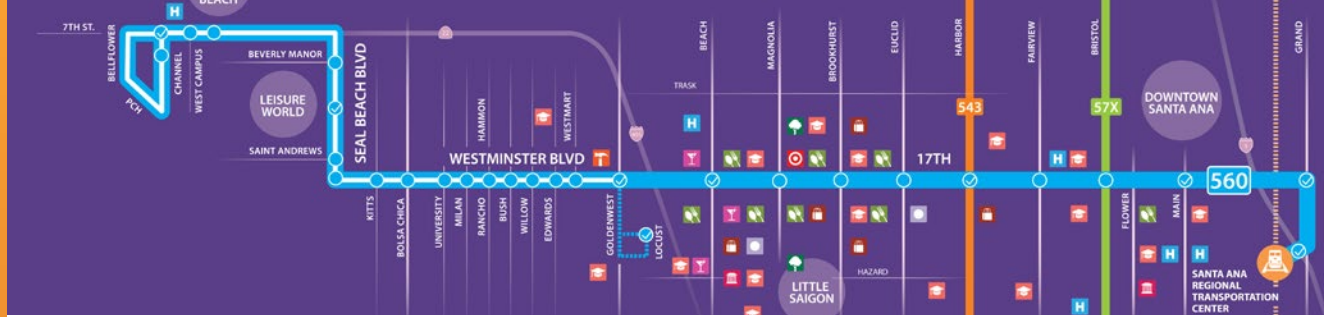 BEACH
H
7TH ST.
BELLFLOWER
CHANNEL
WEST CAMPUS
PCH
BEVERLY MANOR
LEISURE
WORLD
SAINT ANDREWS
SEAL BEACH BLVD
HAMMON
WESTMART
WESTMINSTER BLVD
KITTS
BOLSA CHICA
UNIVERSITY
MILAN
RANCHO
BUSH
WILLOW
EDWARDS
GOLDENWEST
LOCUST
BEACH
MAGNOLIA
BROOKHURST
EUCLID
HARBOR
FAIRVIEW
BRISTOL
GRAND
TRASK
H
543
57X
DOWNTOWN
SANTA ANA
17TH
H
560
FLOWER
MAIN
H
H
HAZARD
LITTLE
SAIGON
H
SANTA ANA
REGIONAL
TRANSPORTATION
CENTER